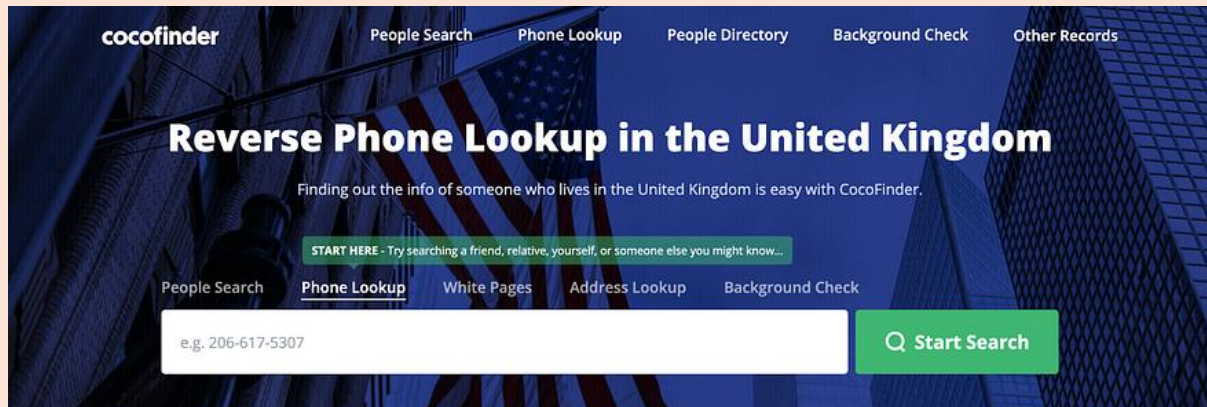 cocofinder People Search Phone Lookup People Directory Background Check Other Records
Reverse Phone Lookup in the United Kingdom
Finding out the info of someone who lives in the United Kingdom is easy with CocoFinder.
START HERE - Try searching a friend, relative, yourself, or someone else you might know...
People Search Phone Lookup White Pages Address Lookup Background Check
e.g. 206-617-5307 Start Search